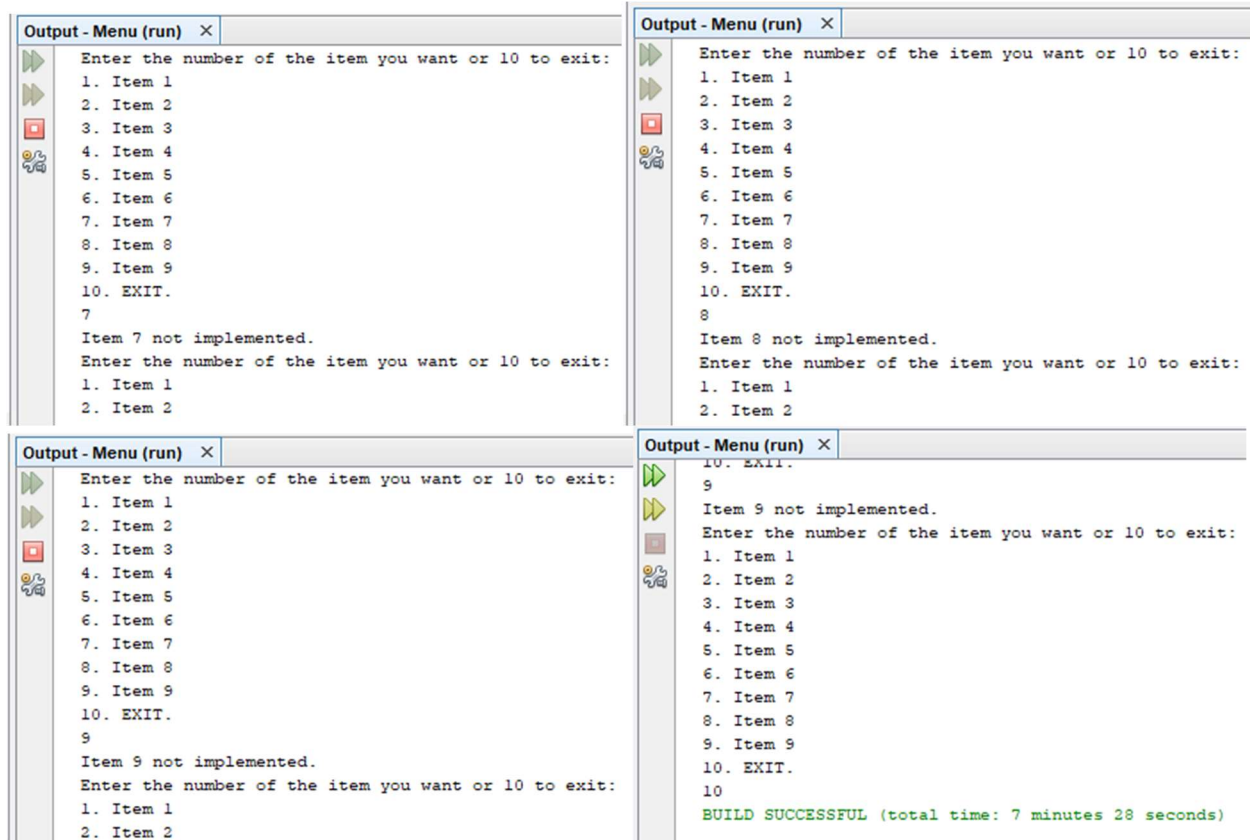 Output - Menu (run)
Enter the number of the item you want or 10 to exit:
1. Item 1
2. Item 2
3. Item 3
4. Item 4
5. Item 5
6. Item 6
7. Item 7
8. Item 8
9. Item 9
10. EXIT.
7
Item 7 not implemented.
Enter the number of the item you want or 10 to exit:
1. Item 1
2. Item 2
Output - Menu (run)
Enter the number of the item you want or 10 to exit:
1. Item 1
2. Item 2
3. Item 3
4. Item 4
5. Item 5
6. Item 6
7. Item 7
8. Item 8
9. Item 9
10. EXIT.
8
Item 8 not implemented.
Enter the number of the item you want or 10 to exit:
1. Item 1
2. Item 2
Output - Menu (run)
Enter the number of the item you want or 10 to exit:
1. Item 1
2. Item 2
3. Item 3
4. Item 4
5. Item 5
6. Item 6
7. Item 7
8. Item 8
9. Item 9
10. EXIT.
9
Item 9 not implemented.
Enter the number of the item you want or 10 to exit:
1. Item 1
2. Item 2
Output - Menu (run)
10. EXIT.
9
Item 9 not implemented.
Enter the number of the item you want or 10 to exit:
1. Item 1
2. Item 2
3. Item 3
4. Item 4
5. Item 5
6. Item 6
7. Item 7
8. Item 8
9. Item 9
10. EXIT.
10
BUILD SUCCESSFUL (total time: 7 minutes 28 seconds)